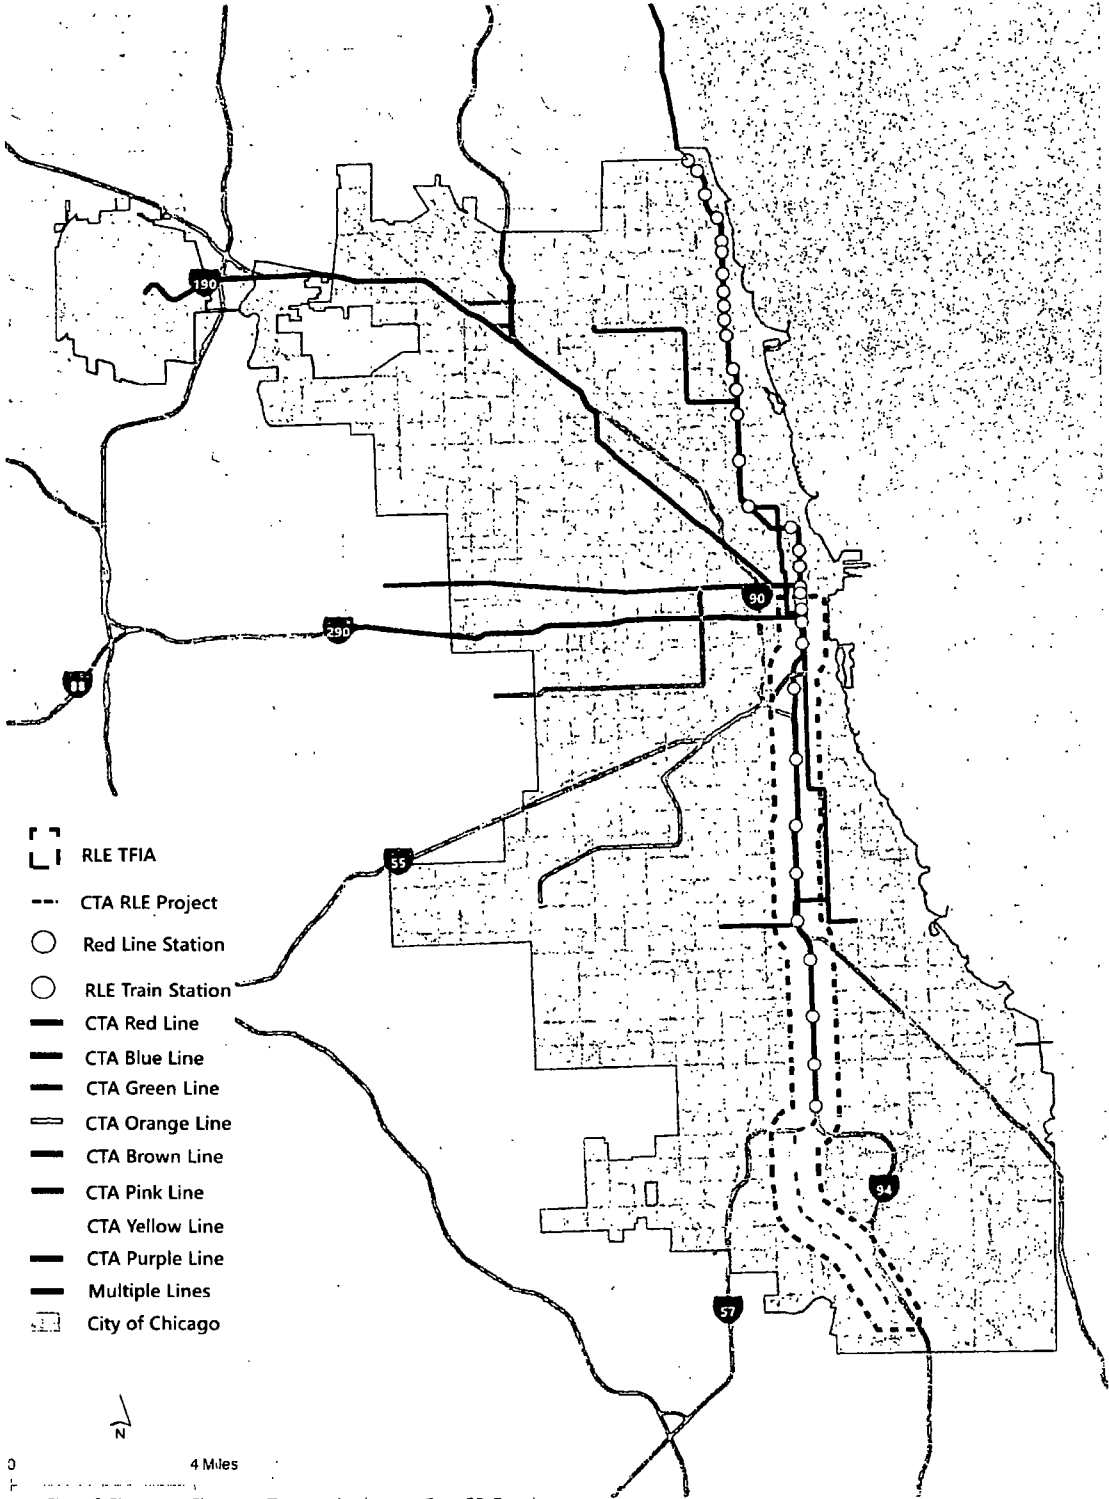 190
90
290
55
94
57
RLE TFIA
CTA RLE Project
Red Line Station
RLE Train Station
CTA Red Line
CTA Blue Line
CTA Green Line
CTA Orange Line
CTA Brown Line
CTA Pink Line
CTA Yellow Line
CTA Purple Line
Multiple Lines
City of Chicago
N
0 4 Miles